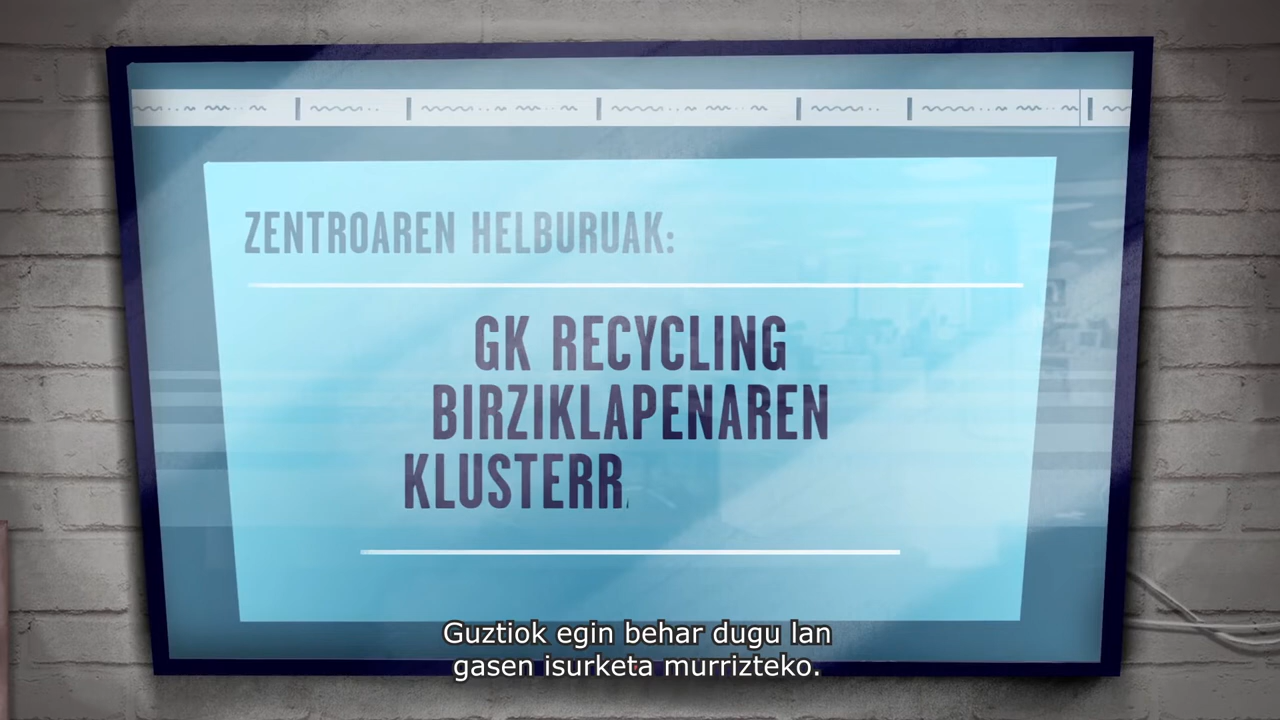 ZENTROAREN HELBURUAK:
GK RECYCLING
BIRZIKLAPENAREN
KLUSTERR
Guztiok egin behar dugu lan
gasen isurketa murrizteko.